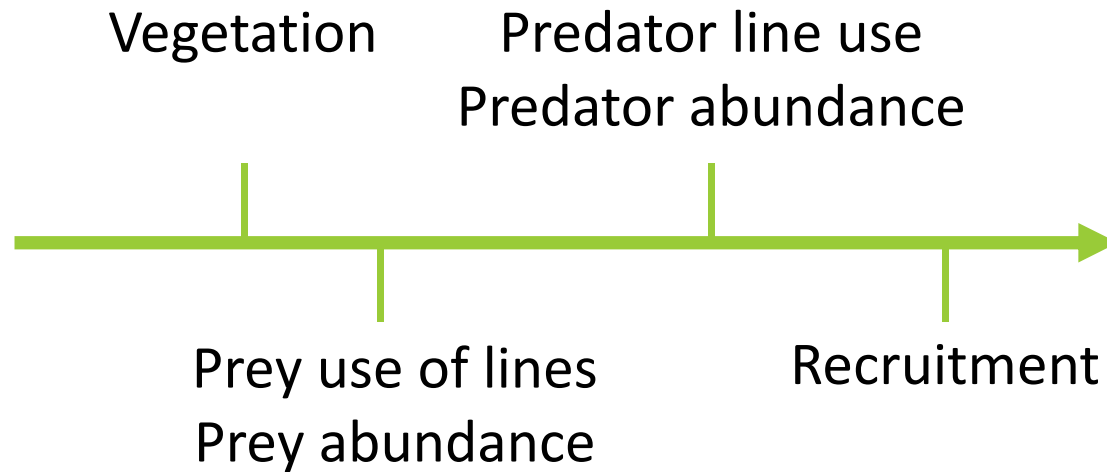 Vegetation
Predator line use
Predator abundance
Prey use of lines
Prey abundance
Recruitment